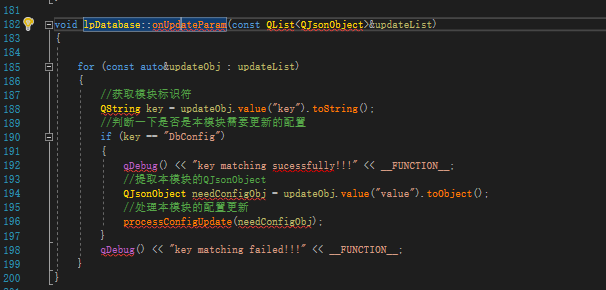 181
182 void lpDatabase::onUpdateParam(const QList<QJsonObject>&updateList)
183 {
184
185 for (const auto&updateObj : updateList)
186 {
187 //获取模块标识符
188 QString key = updateObj.value("key").toString();
189 //判断一下是否是本模块需要更新的配置
190 if (key == "DbConfig")
191 {
192 qDebug() << "key matching sucessfully!!!" << __FUNCTION__;
193 //提取本模块的QJsonObject
194 QJsonObject needConfigObj = updateObj.value("value").toObject();
195 //处理本模块的配置更新
196 processConfigUpdate(needConfigObj);
197 }
198 qDebug() << "key matching failed!!!" << __FUNCTION__;
199 }
200 }